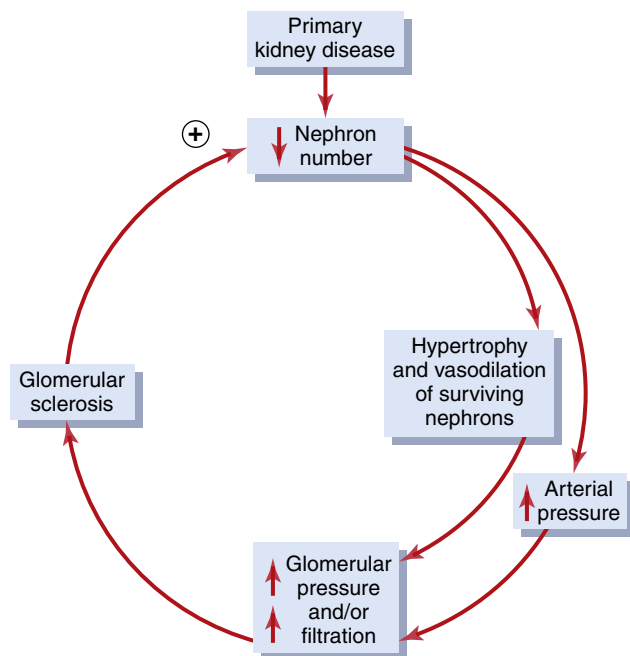 Primary
kidney disease
+
Nephron
number
Hypertrophy
and vasodilation
of surviving
nephrons
Glomerular
sclerosis
Arterial
pressure
Glomerular
pressure
and/or
filtration